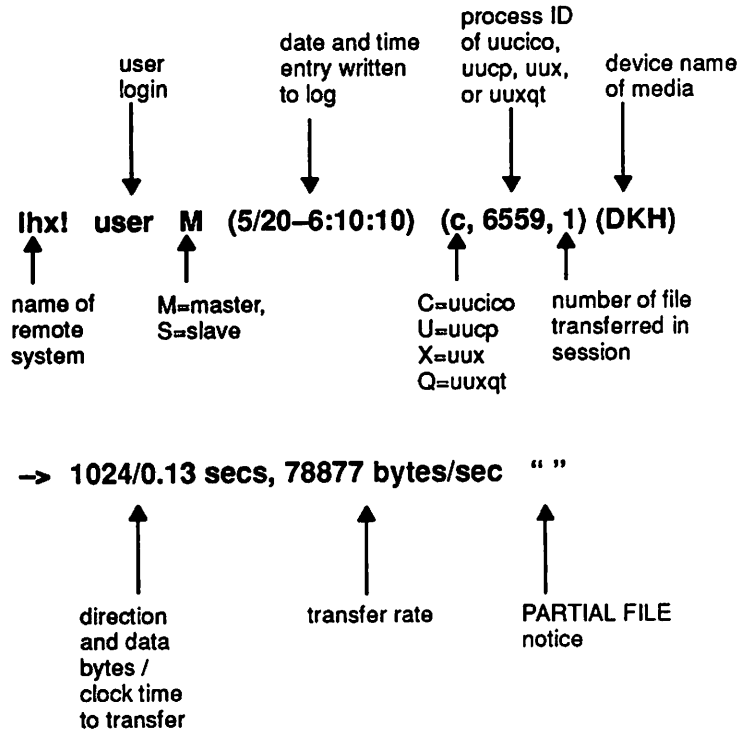 user
login
date and time
entry written
to log
process ID
of uucico,
uucp, uux,
or uuxqt
device name
of media
lhx! user M (5/20–6:10:10) (c, 6559, 1) (DKH)
name of
remote
system
M=master,
S=slave
C=uucico
U=uucp
X=uux
Q=uuxqt
number of file
transferred in
session
–> 1024/0.13 secs, 78877 bytes/sec “ ”
direction
and data
bytes /
clock time
to transfer
transfer rate
PARTIAL FILE
notice